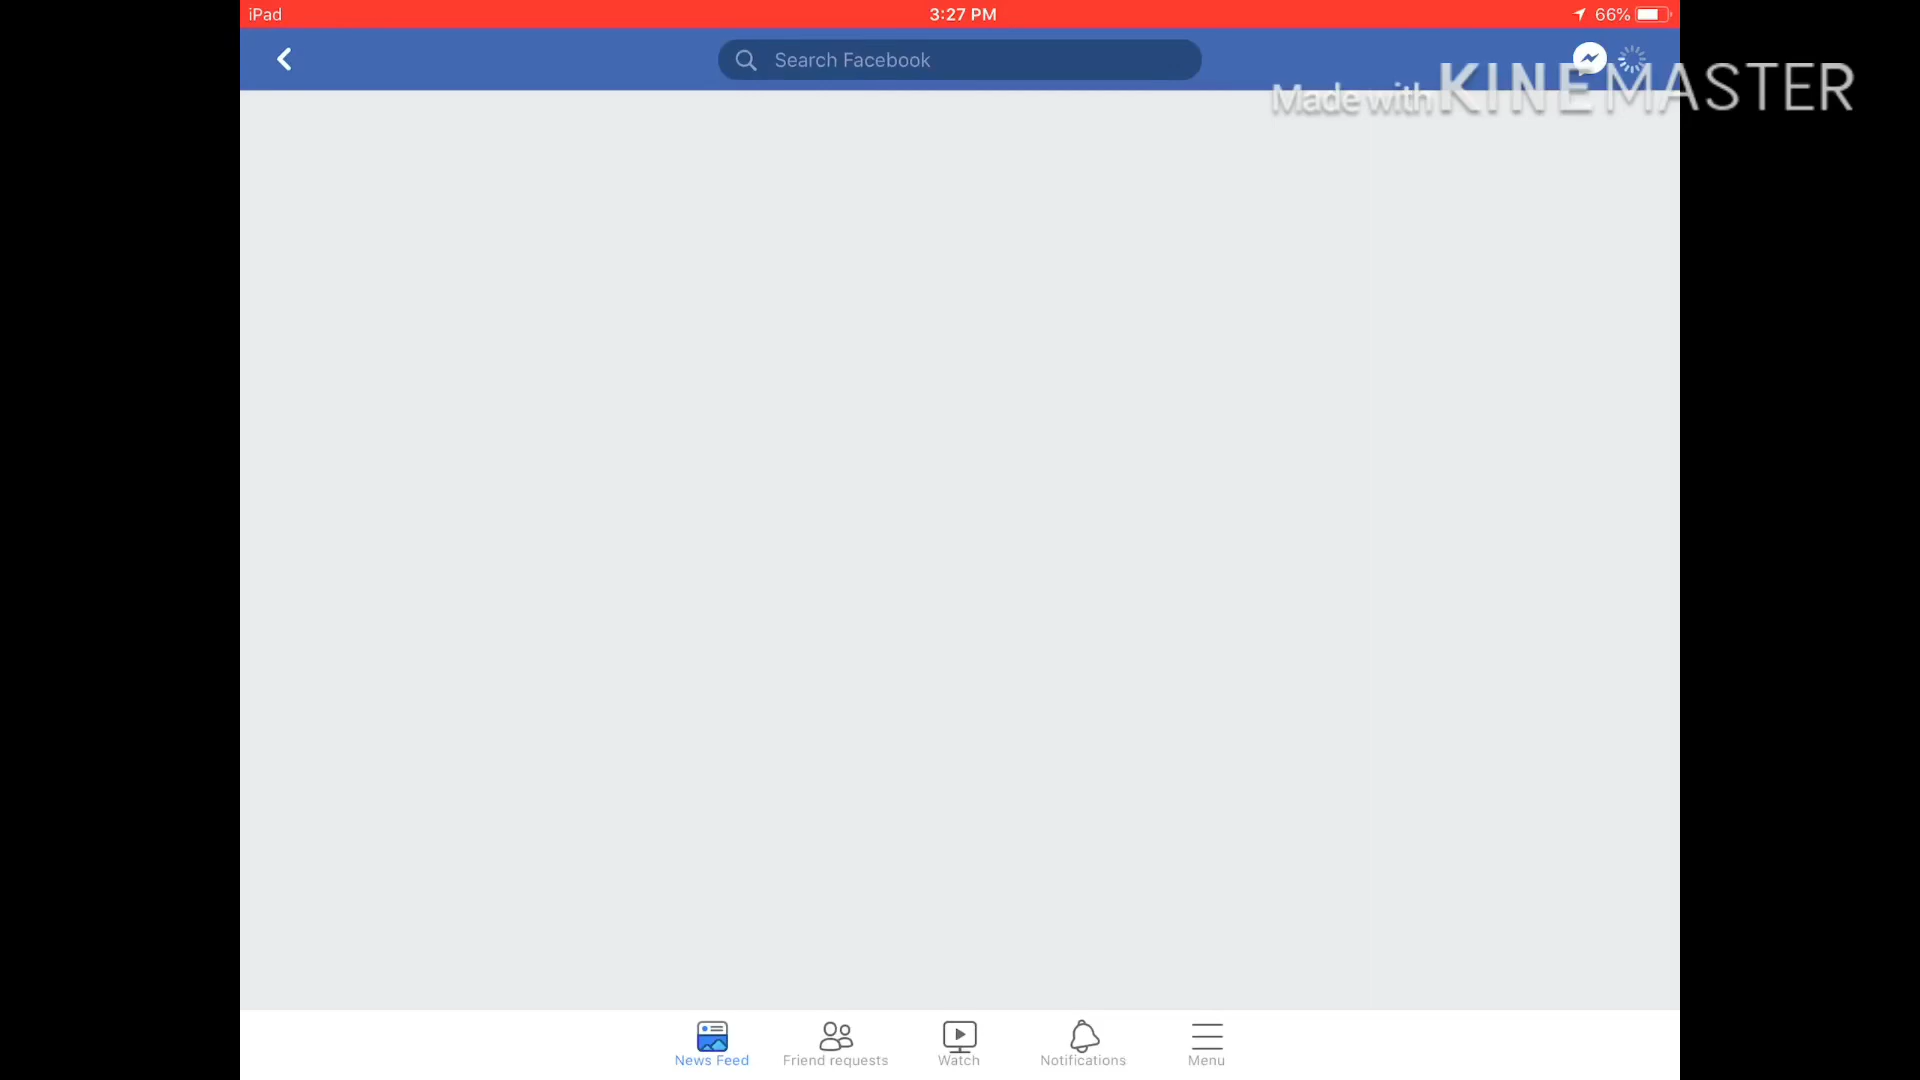 iPad 3:27 PM 66%
Search Facebook
Made with KINEMASTER
News Feed Friend requests Watch Notifications Menu